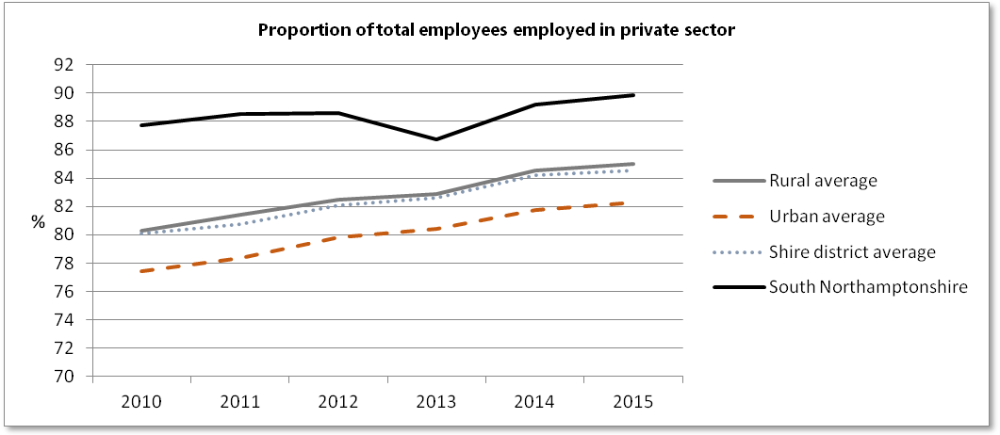 Proportion of total employees employed in private sector
92
90
88
86
84
82
80
78
76
74
72
70
%
2010 2011 2012 2013 2014 2015
Rural average
Urban average
Shire district average
South Northamptonshire